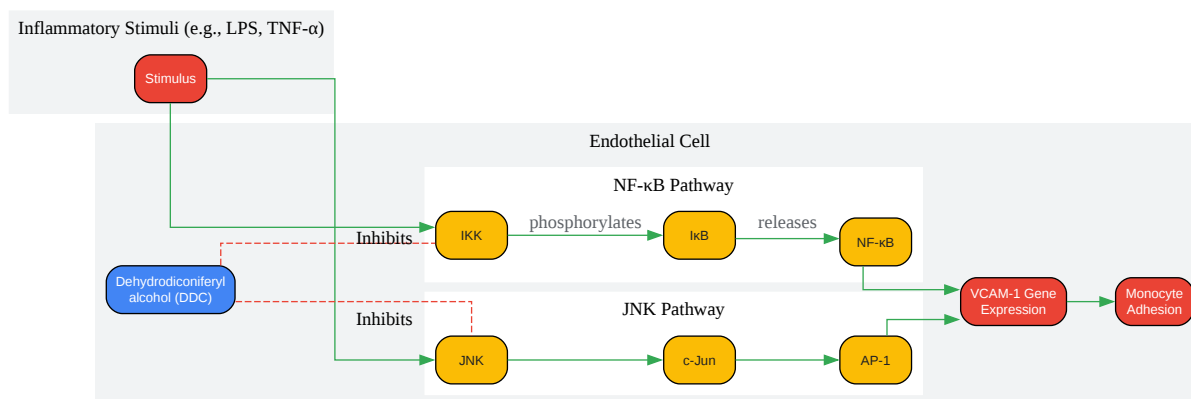 Inflammatory Stimuli (e.g., LPS, TNF-α)
Stimulus
Endothelial Cell
NF-κB Pathway
IKK
phosphorylates
IκB
releases
NF-κB
Inhibits
Dehydrodiconiferyl
alcohol (DDC)
VCAM-1 Gene
Expression
Monocyte
Adhesion
JNK Pathway
Inhibits
JNK
c-Jun
AP-1